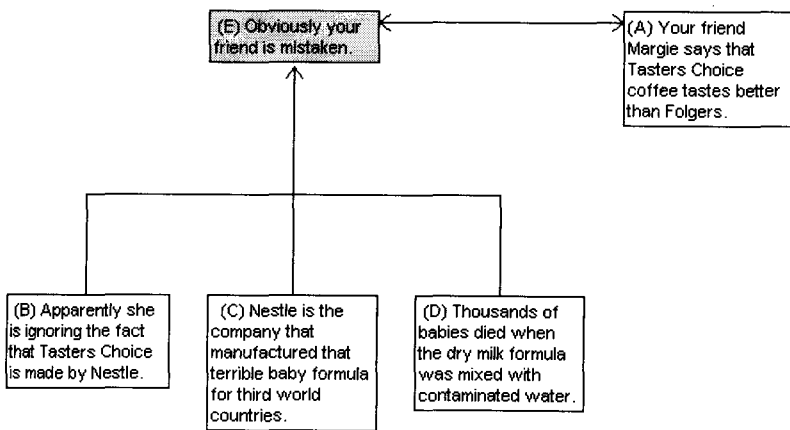 (E) Obviously your
friend is mistaken.
(A) Your friend
Margie says that
Tasters Choice
coffee tastes better
than Folgers.
(B) Apparently she
is ignoring the fact
that Tasters Choice
is made by Nestle.
(C) Nestle is the
company that
manufactured that
terrible baby formula
for third world
countries.
(D) Thousands of
babies died when
the dry milk formula
was mixed with
contaminated water.